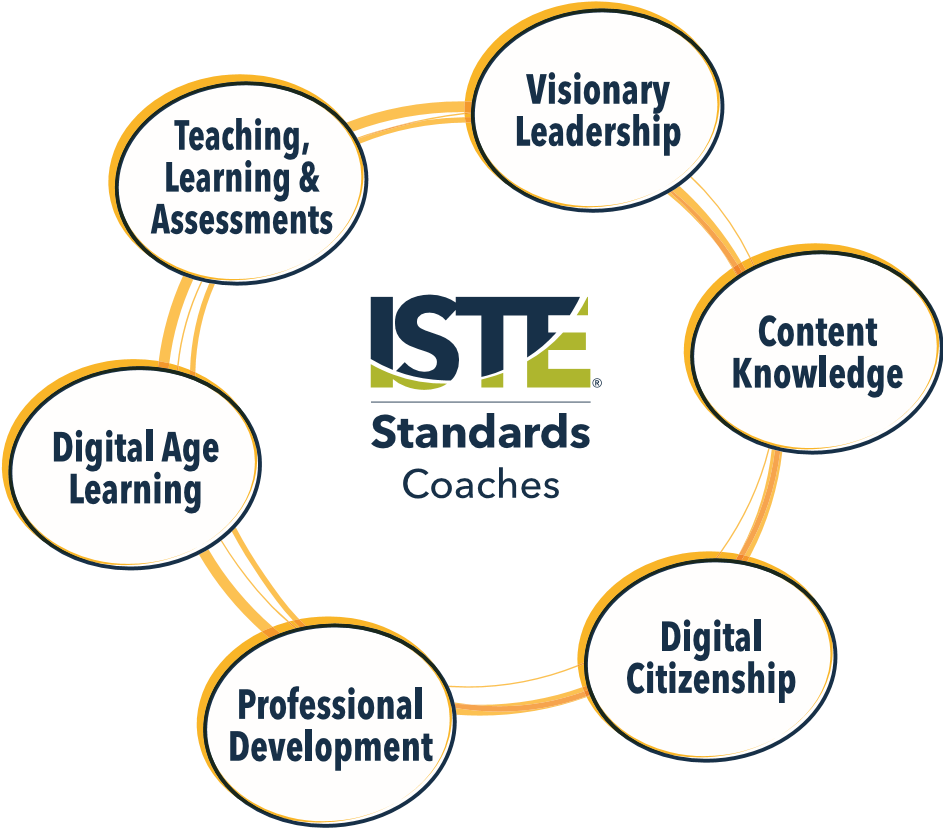 Visionary
Leadership
Teaching,
Learning &
Assessments
Content
Knowledge
ISTE®
Standards
Coaches
Digital Age
Learning
Digital
Citizenship
Professional
Development